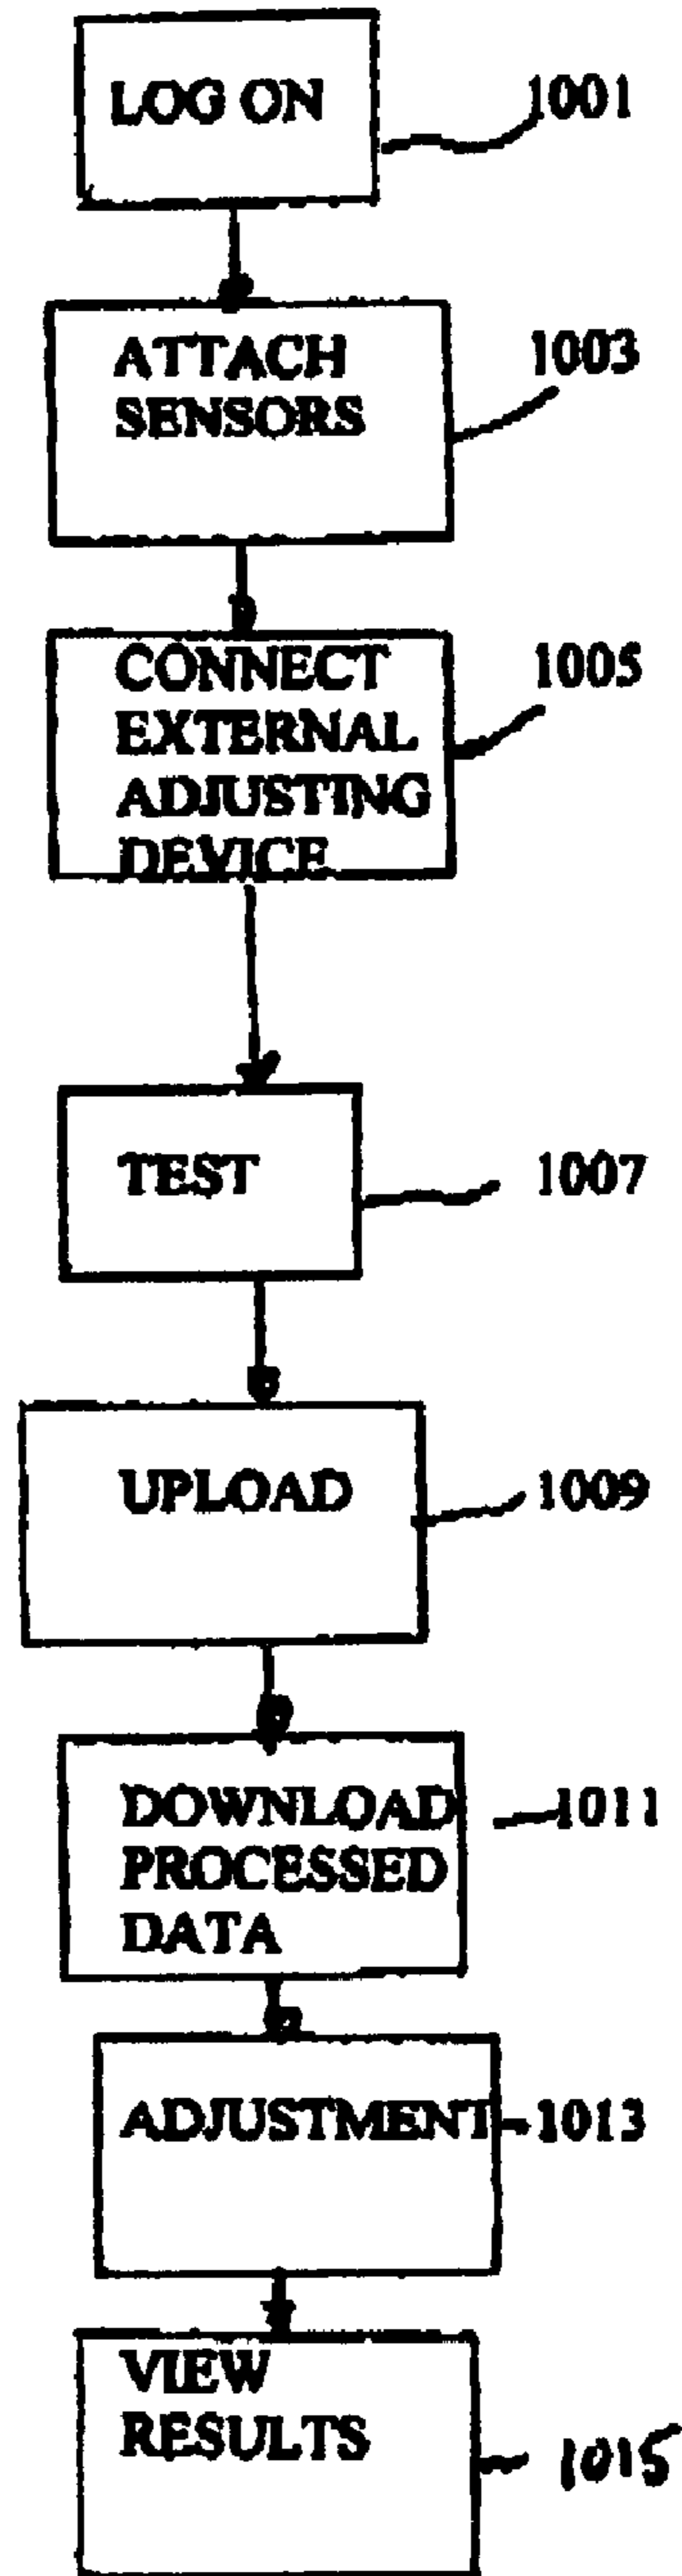 LOG ON
1001
ATTACH
SENSORS
1003
CONNECT
EXTERNAL
ADJUSTING
DEVICE
1005
TEST
1007
UPLOAD
1009
DOWNLOAD
PROCESSED
DATA
1011
ADJUSTMENT
1013
VIEW
RESULTS
1015